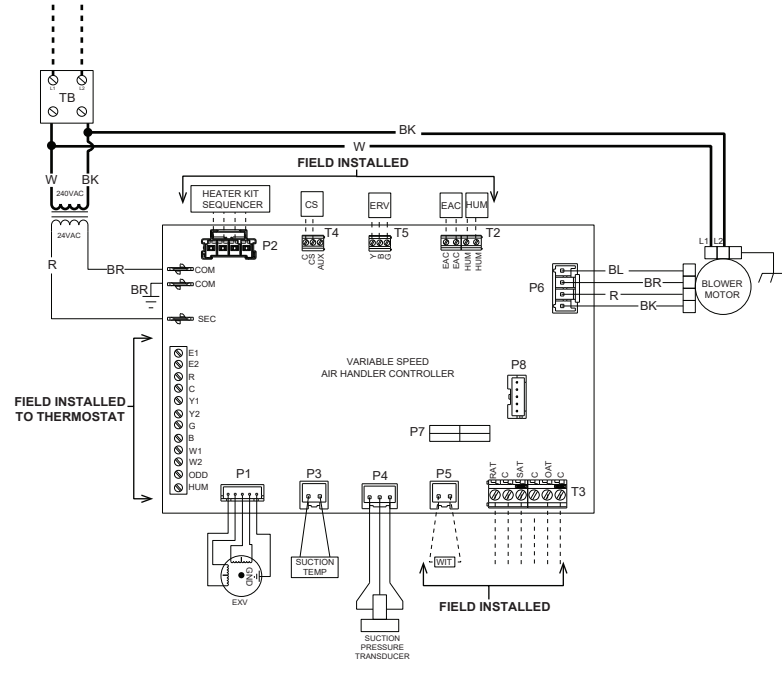 L1 L2
TB
BK
W
FIELD INSTALLED
W BK
240VAC
24VAC
HEATER KIT
SEQUENCER
CS
ERV
EAC
HUM
P2
T4
T5
T2
C
CS
AUX
Y
B
G
EAC
EAC
HUM
HUM
L1 L2
R
BR
COM
BR
COM
SEC
P6
BL
BR
R
BK
BLOWER
MOTOR
VARIABLE SPEED
AIR HANDLER CONTROLLER
P8
P7
FIELD INSTALLED
TO THERMOSTAT
E1
E2
R
C
Y1
Y2
G
B
W1
W2
ODD
HUM
P1
P3
P4
P5
RAT
C
SAT
C
OAT
C
T3
SUCTION
TEMP
WIT
GND
EXV
FIELD INSTALLED
SUCTION
PRESSURE
TRANSDUCER